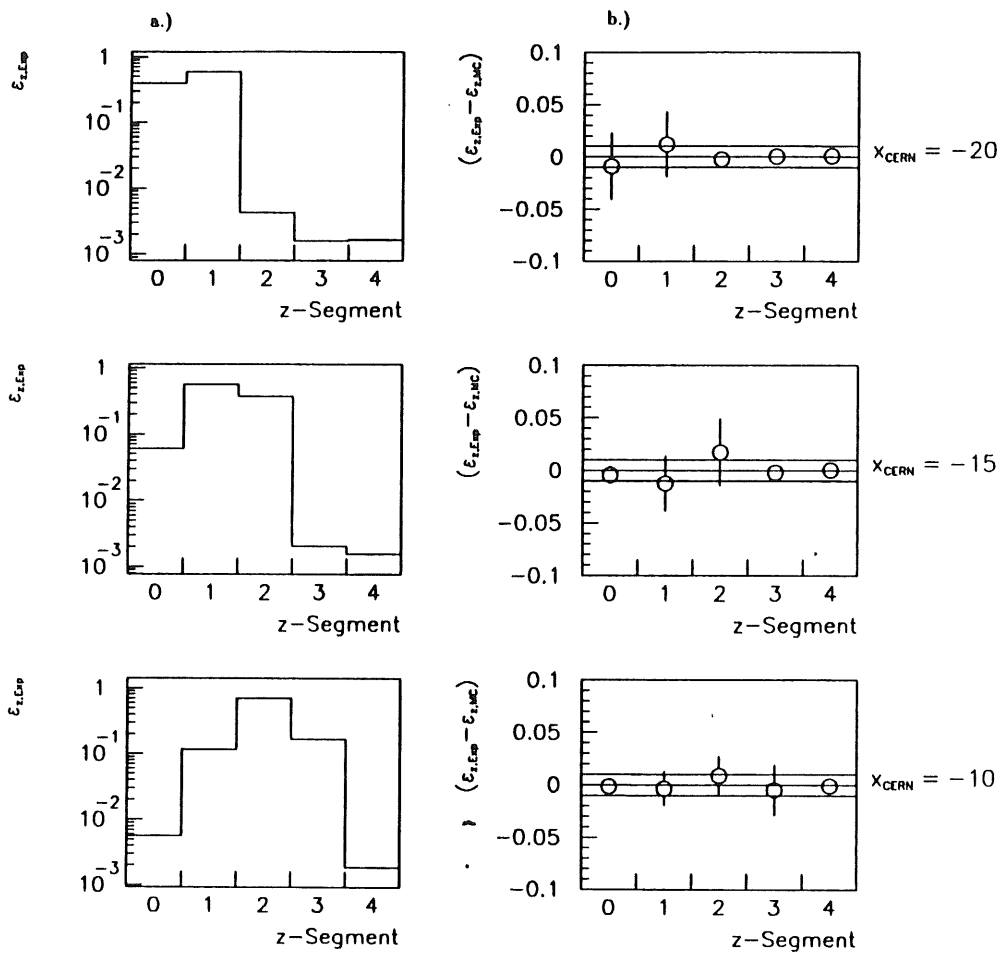 a.)
b.)
ε_z,Exp
1
10^-1
10^-2
10^-3
0 1 2 3 4
z-Segment
(ε_z,Exp − ε_z,MC)
0.1
0.05
0
-0.05
-0.1
0 1 2 3 4
z-Segment
x_CERN = -20
ε_z,Exp
1
10^-1
10^-2
10^-3
0 1 2 3 4
z-Segment
(ε_z,Exp − ε_z,MC)
0.1
0.05
0
-0.05
-0.1
0 1 2 3 4
z-Segment
x_CERN = -15
ε_z,Exp
1
10^-1
10^-2
10^-3
0 1 2 3 4
z-Segment
(ε_z,Exp − ε_z,MC)
0.1
0.05
0
-0.05
-0.1
0 1 2 3 4
z-Segment
x_CERN = -10